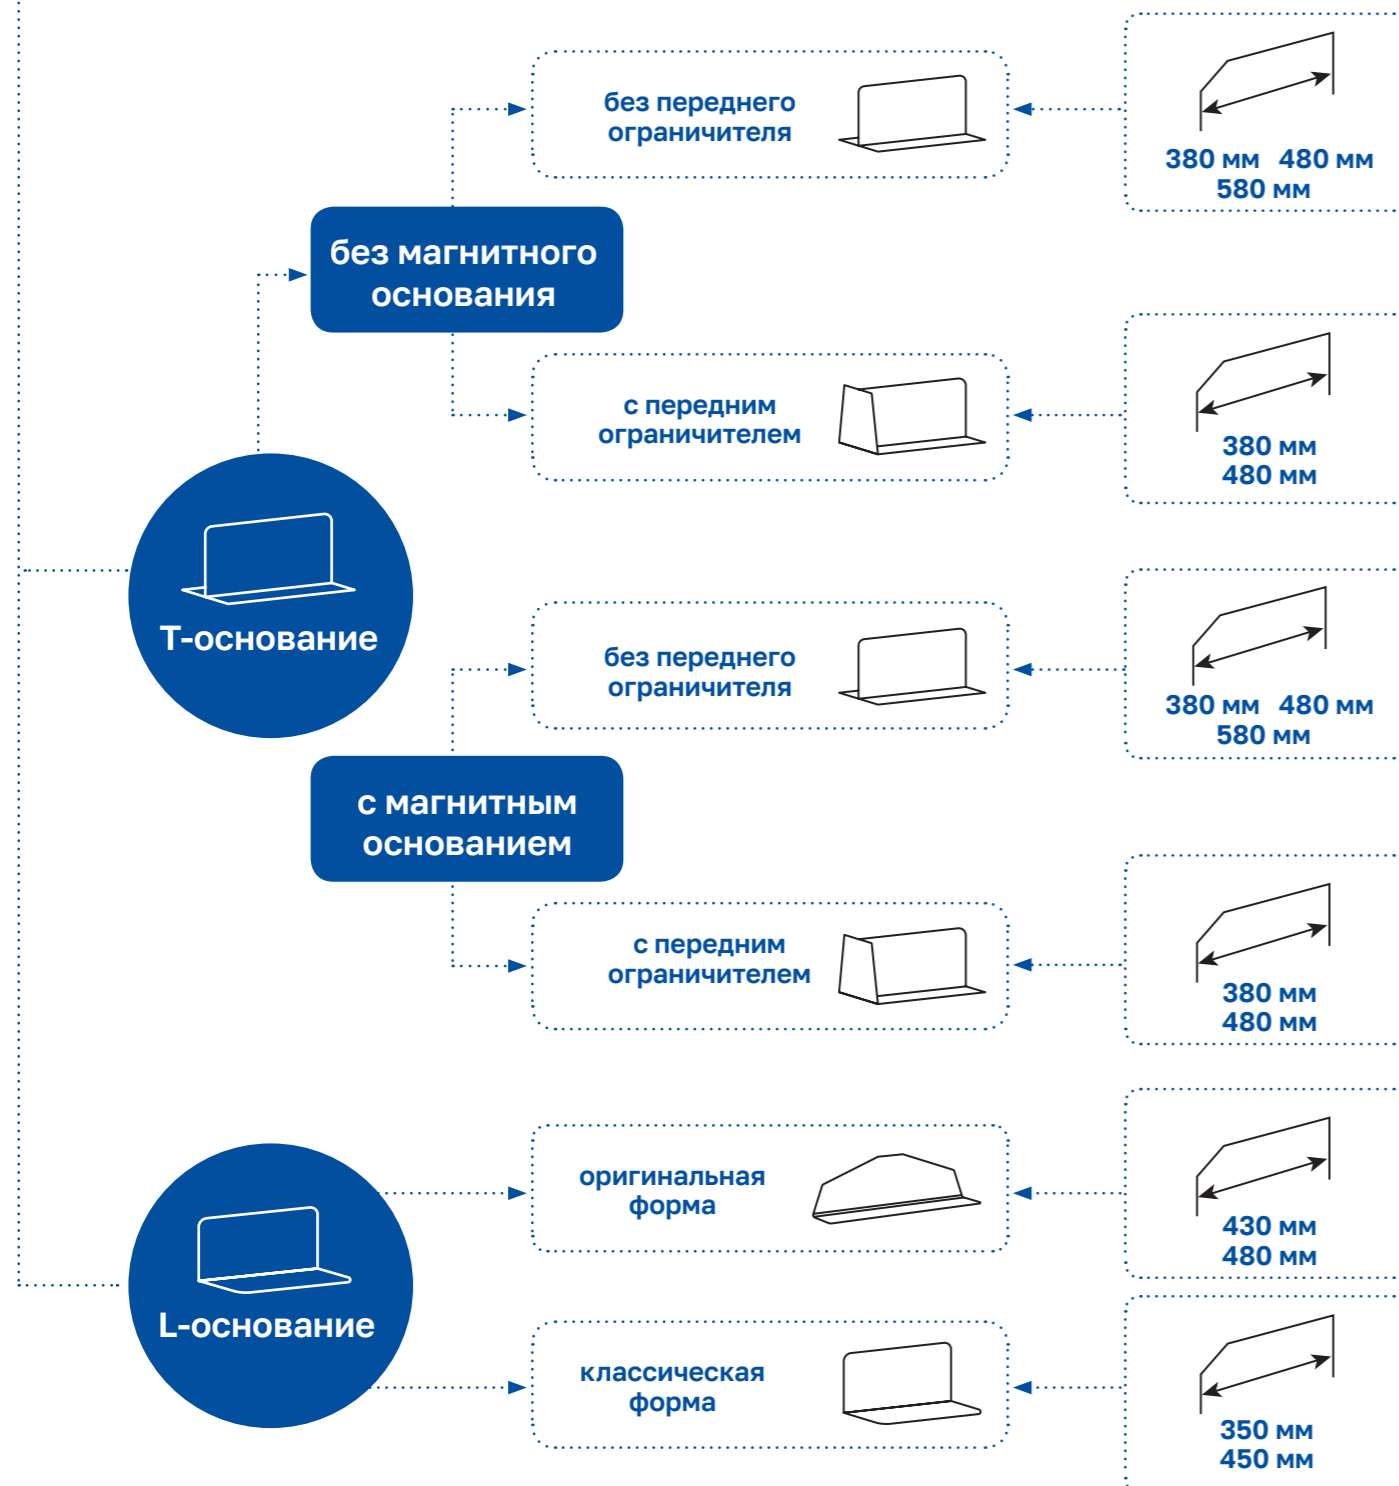 без переднего
ограничителя
380 мм 480 мм
580 мм
без магнитного
основания
с передним
ограничителем
380 мм
480 мм
Т-основание
без переднего
ограничителя
380 мм 480 мм
580 мм
с магнитным
основанием
с передним
ограничителем
380 мм
480 мм
оригинальная
форма
430 мм
480 мм
L-основание
классическая
форма
350 мм
450 мм